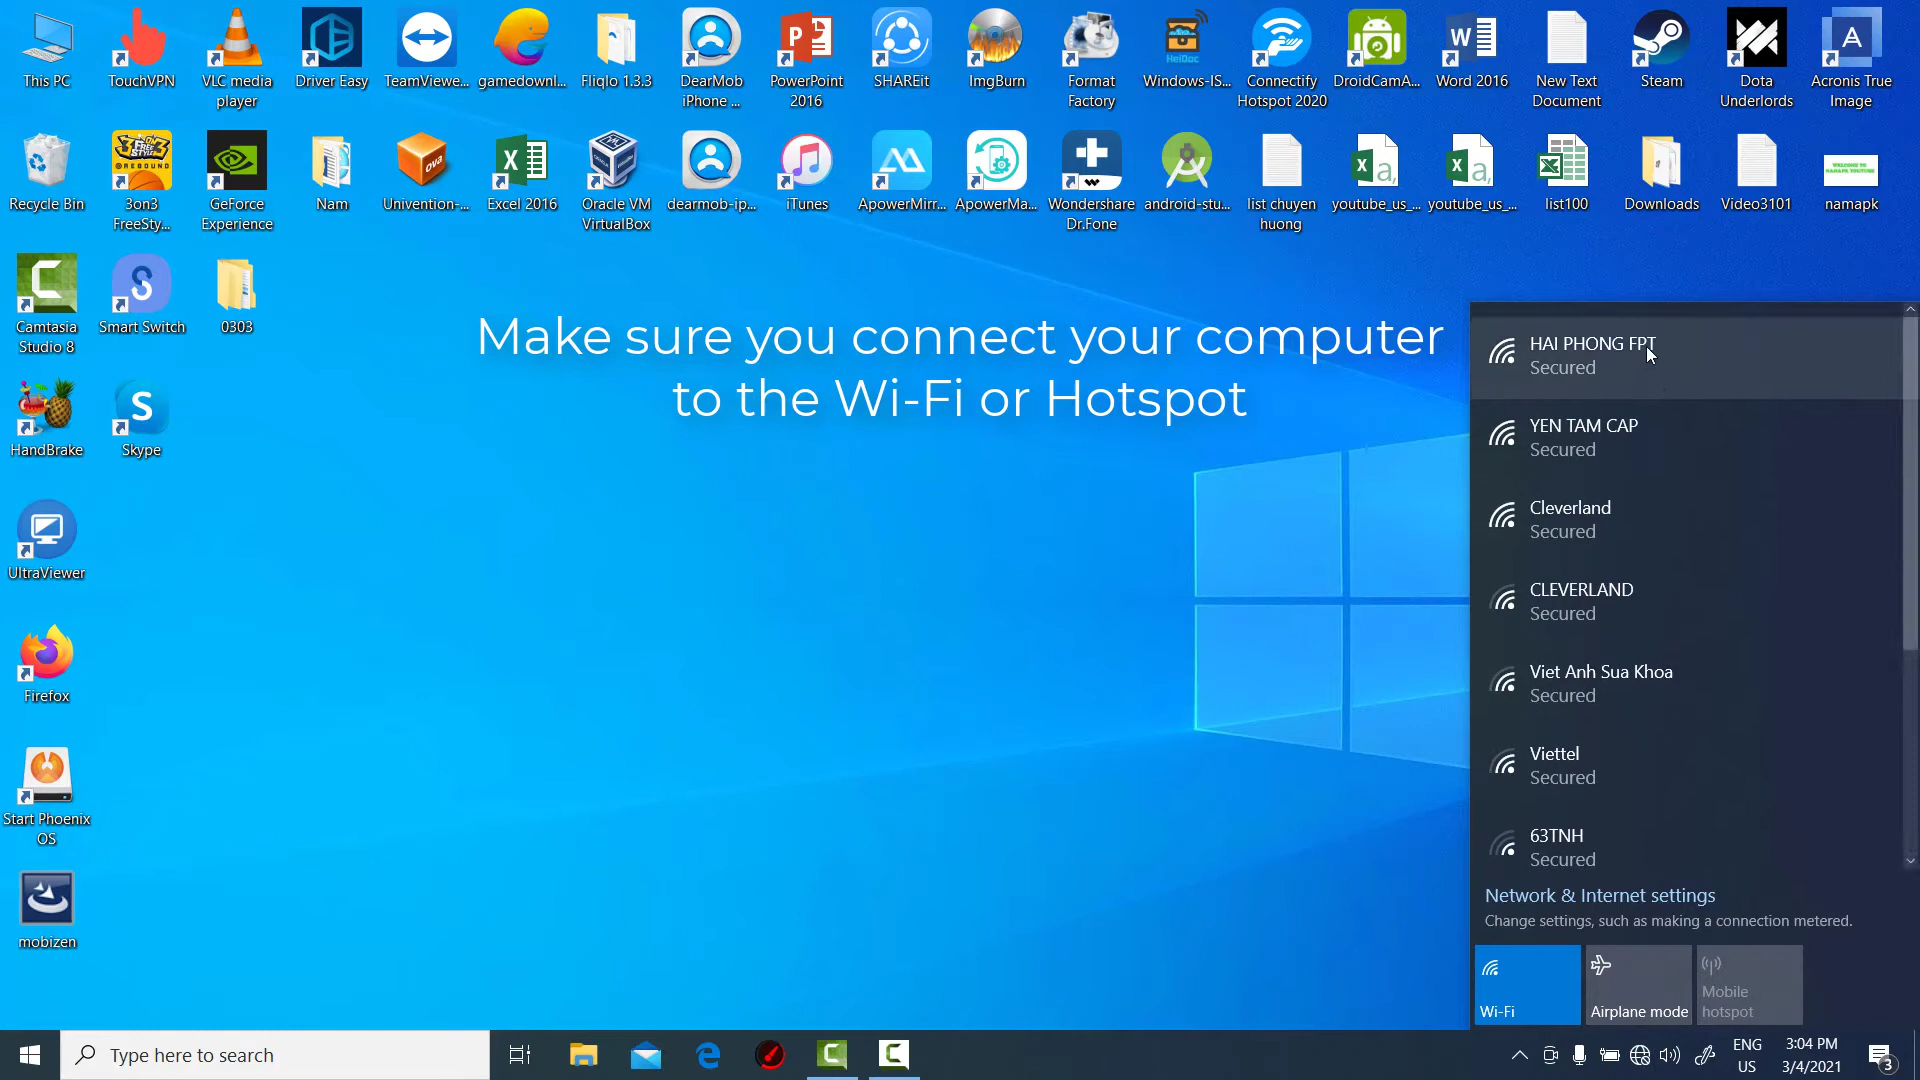 This PC
TouchVPN
VLC media
player
Driver Easy
TeamViewe...
gamedownl...
Fliqlo 1.3.3
DearMob
iPhone ...
PowerPoint
2016
SHAREit
ImgBurn
Format
Factory
Windows-IS...
Connectify
Hotspot 2020
DroidCamA...
Word 2016
New Text
Document
Steam
Dota
Underlords
Acronis True
Image
HeiDoc
Recycle Bin
3on3
FreeSty...
GeForce
Experience
Nam
Univention-...
Excel 2016
Oracle VM
VirtualBox
dearmob-ip...
iTunes
ApowerMirr...
ApowerMa...
Wondershare
Dr.Fone
android-stu...
list chuyen
huong
youtube_us_...
youtube_us_...
list100
Downloads
Video3101
namapk
Camtasia
Studio 8
Smart Switch
0303
HandBrake
Skype
UltraViewer
Firefox
Start Phoenix
OS
mobizen
Make sure you connect your computer
to the Wi-Fi or Hotspot
HAI PHONG FPT
Secured
YEN TAM CAP
Secured
Cleverland
Secured
CLEVERLAND
Secured
Viet Anh Sua Khoa
Secured
Viettel
Secured
63TNH
Secured
Network & Internet settings
Change settings, such as making a connection metered.
Wi-Fi
Airplane mode
Mobile
hotspot
Type here to search
ENG
US
3:04 PM
3/4/2021
3